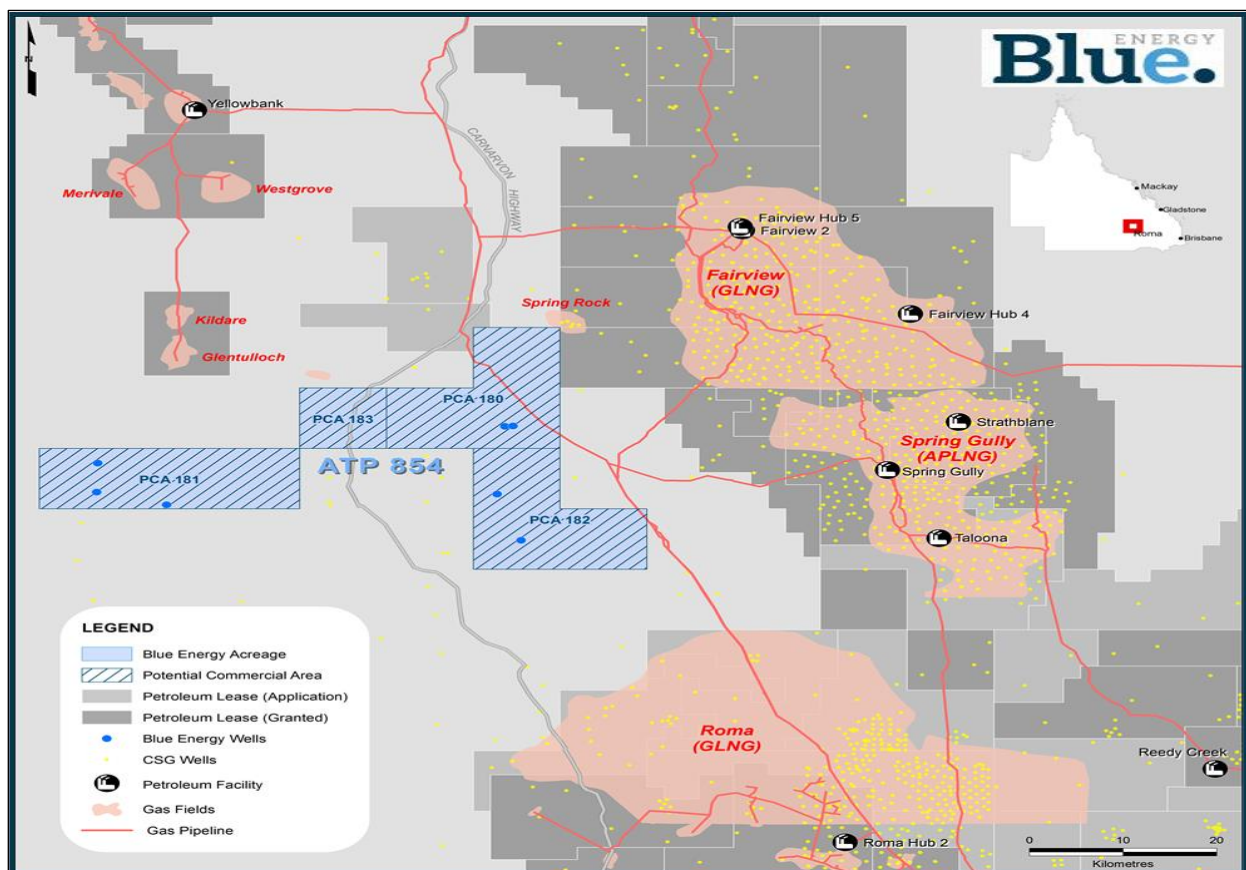 ENERGY
Blue.
N
Yellowbank
CARNARVON HIGHWAY
Merivale
Westgrove
Mackay
Gladstone
Roma
Brisbane
Fairview Hub 5
Fairview 2
Fairview
(GLNG)
Spring Rock
Fairview Hub 4
Kildare
Glentulloch
PCA 183
PCA 180
Strathblane
Spring Gully
(APLNG)
ATP 854
Spring Gully
PCA 181
PCA 182
Taloona
LEGEND
Blue Energy Acreage
Potential Commercial Area
Petroleum Lease (Application)
Petroleum Lease (Granted)
Blue Energy Wells
CSG Wells
Petroleum Facility
Gas Fields
Gas Pipeline
Roma
(GLNG)
Reedy Creek
Roma Hub 2
0 10 20
Kilometres